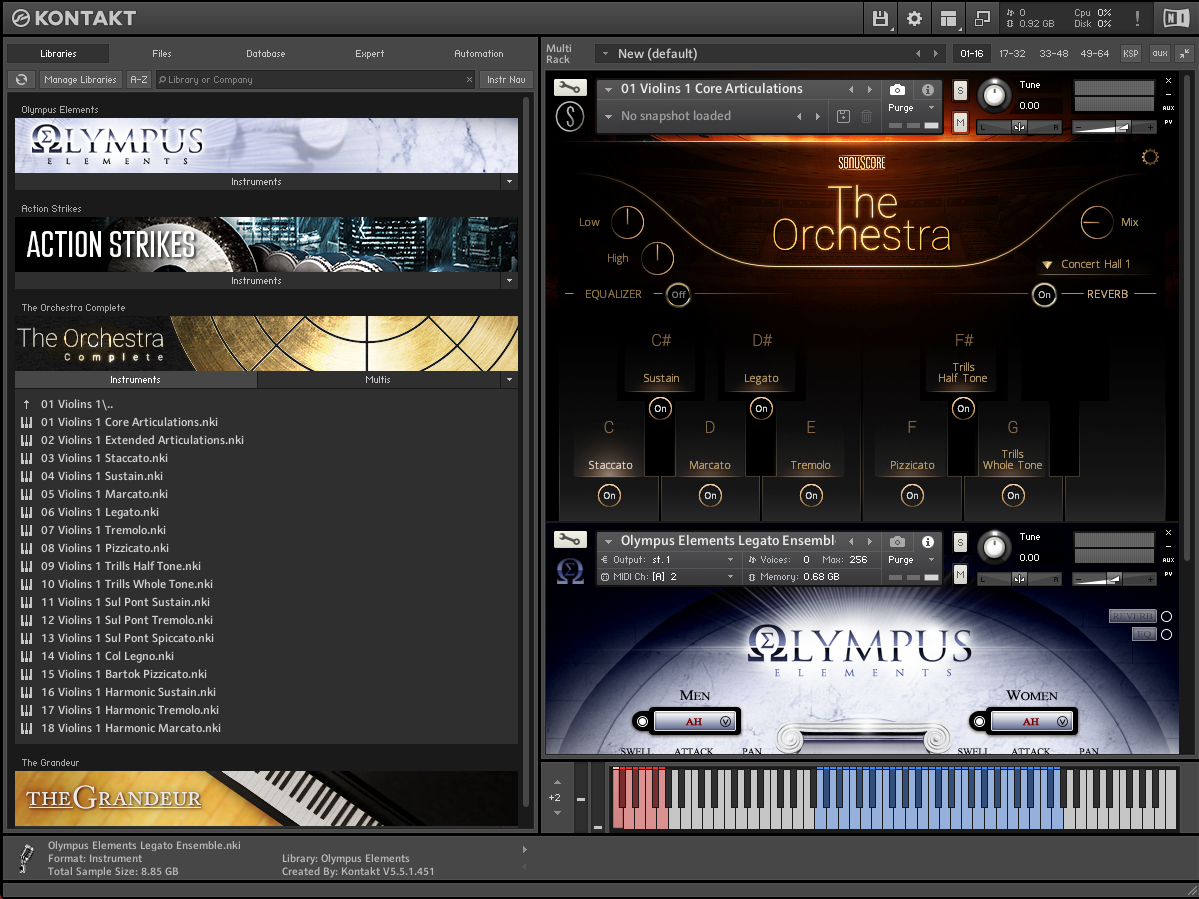 KONTAKT
0
0.92 GB
Cpu 0%
Disk 0%
!
NI
Libraries Files Database Expert Automation
Manage Libraries A-Z Library or Company × Instr Nav
Olympus Elements
ΩLYMPUS
ELEMENTS
Instruments
Action Strikes
ACTION STRIKES
Instruments
The Orchestra Complete
The Orchestra
Complete
Instruments Multis
01 Violins 1\..
01 Violins 1 Core Articulations.nki
02 Violins 1 Extended Articulations.nki
03 Violins 1 Staccato.nki
04 Violins 1 Sustain.nki
05 Violins 1 Marcato.nki
06 Violins 1 Legato.nki
07 Violins 1 Tremolo.nki
08 Violins 1 Pizzicato.nki
09 Violins 1 Trills Half Tone.nki
10 Violins 1 Trills Whole Tone.nki
11 Violins 1 Sul Pont Sustain.nki
12 Violins 1 Sul Pont Tremolo.nki
13 Violins 1 Sul Pont Spiccato.nki
14 Violins 1 Col Legno.nki
15 Violins 1 Bartok Pizzicato.nki
16 Violins 1 Harmonic Sustain.nki
17 Violins 1 Harmonic Tremolo.nki
18 Violins 1 Harmonic Marcato.nki
The Grandeur
THE GRANDEUR
Multi
Rack
New (default)
01-16 17-32 33-48 49-64 KSP aux
01 Violins 1 Core Articulations
No snapshot loaded
Purge
S
M
Tune
0.00
L R
- +
×
-
AUX
PV
SONUSCORE
The
Orchestra
Low
High
Mix
Concert Hall 1
EQUALIZER Off On REVERB
C# D# F#
Sustain Legato Trills
Half Tone
On On On
C D E F G
Staccato Marcato Tremolo Pizzicato Trills
Whole Tone
On On On On On
Olympus Elements Legato Ensembl
Output: st.1 Voices: 0 Max: 256 Purge
MIDI Ch: [A] 2 Memory: 0.68 GB
S
M
Tune
0.00
L R
- +
×
-
AUX
PV
REVERB
EQ
ΩLYMPUS
ELEMENTS
MEN WOMEN
AH AH
SWELL ATTACK PAN SWELL ATTACK PAN
+2
Olympus Elements Legato Ensemble.nki
Format: Instrument Library: Olympus Elements
Total Sample Size: 8.85 GB Created By: Kontakt V5.5.1.451